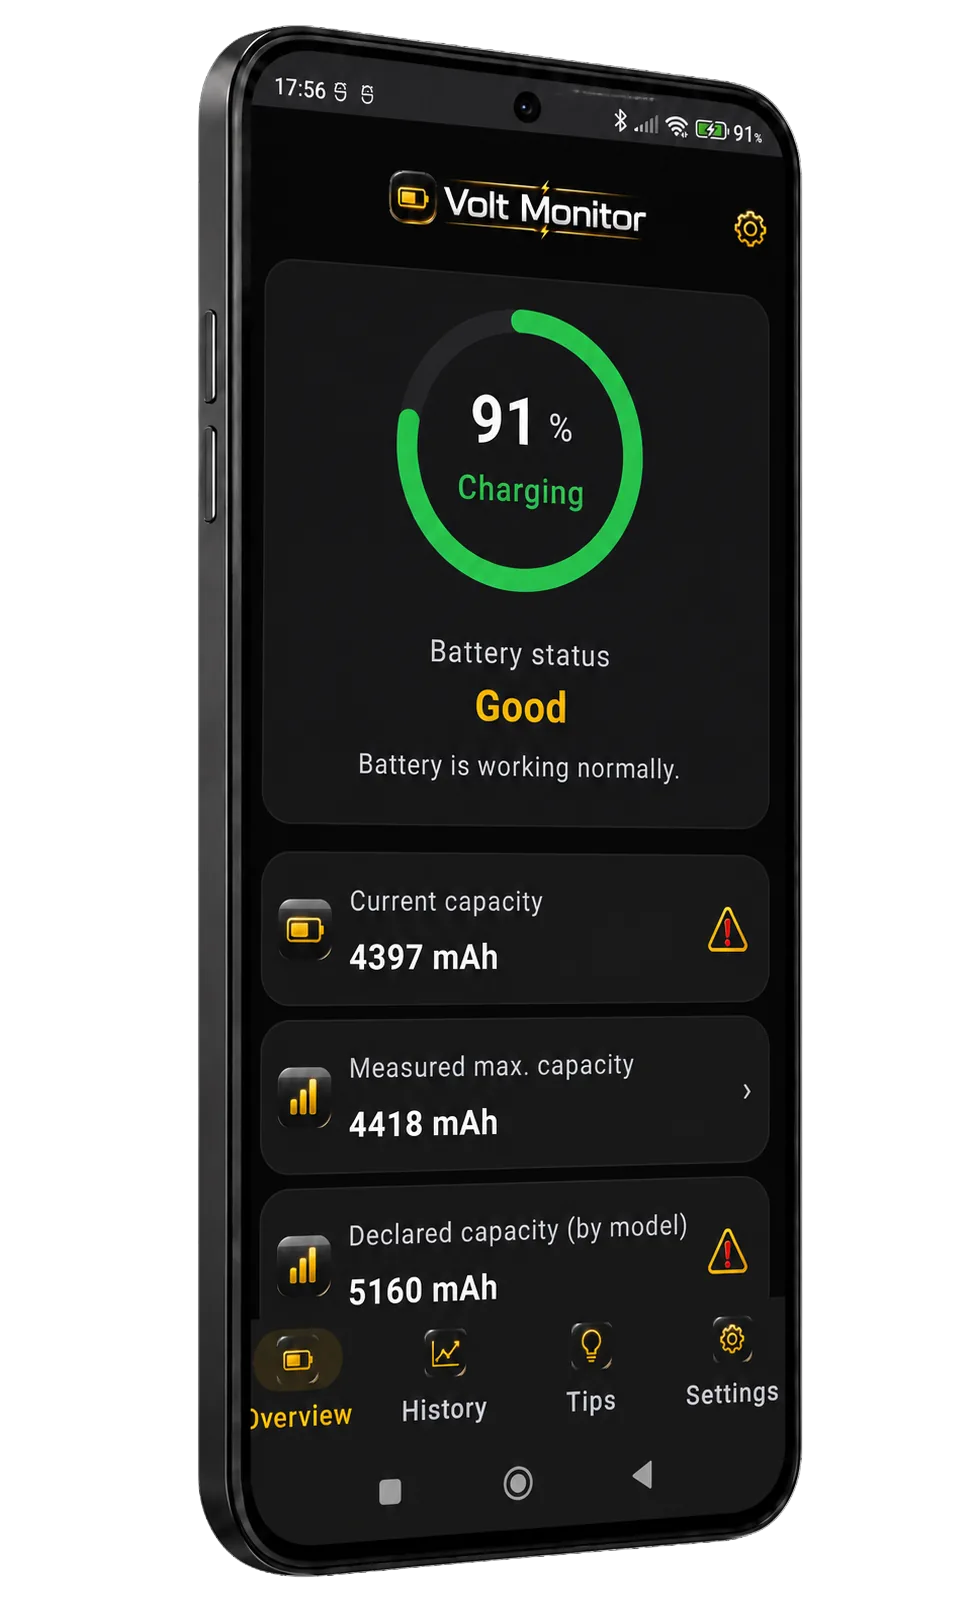 17:56
91%
Volt Monitor
91 %
Charging
Battery status
Good
Battery is working normally.
Current capacity
4397 mAh
Measured max. capacity
4418 mAh
Declared capacity (by model)
5160 mAh
Overview
History
Tips
Settings